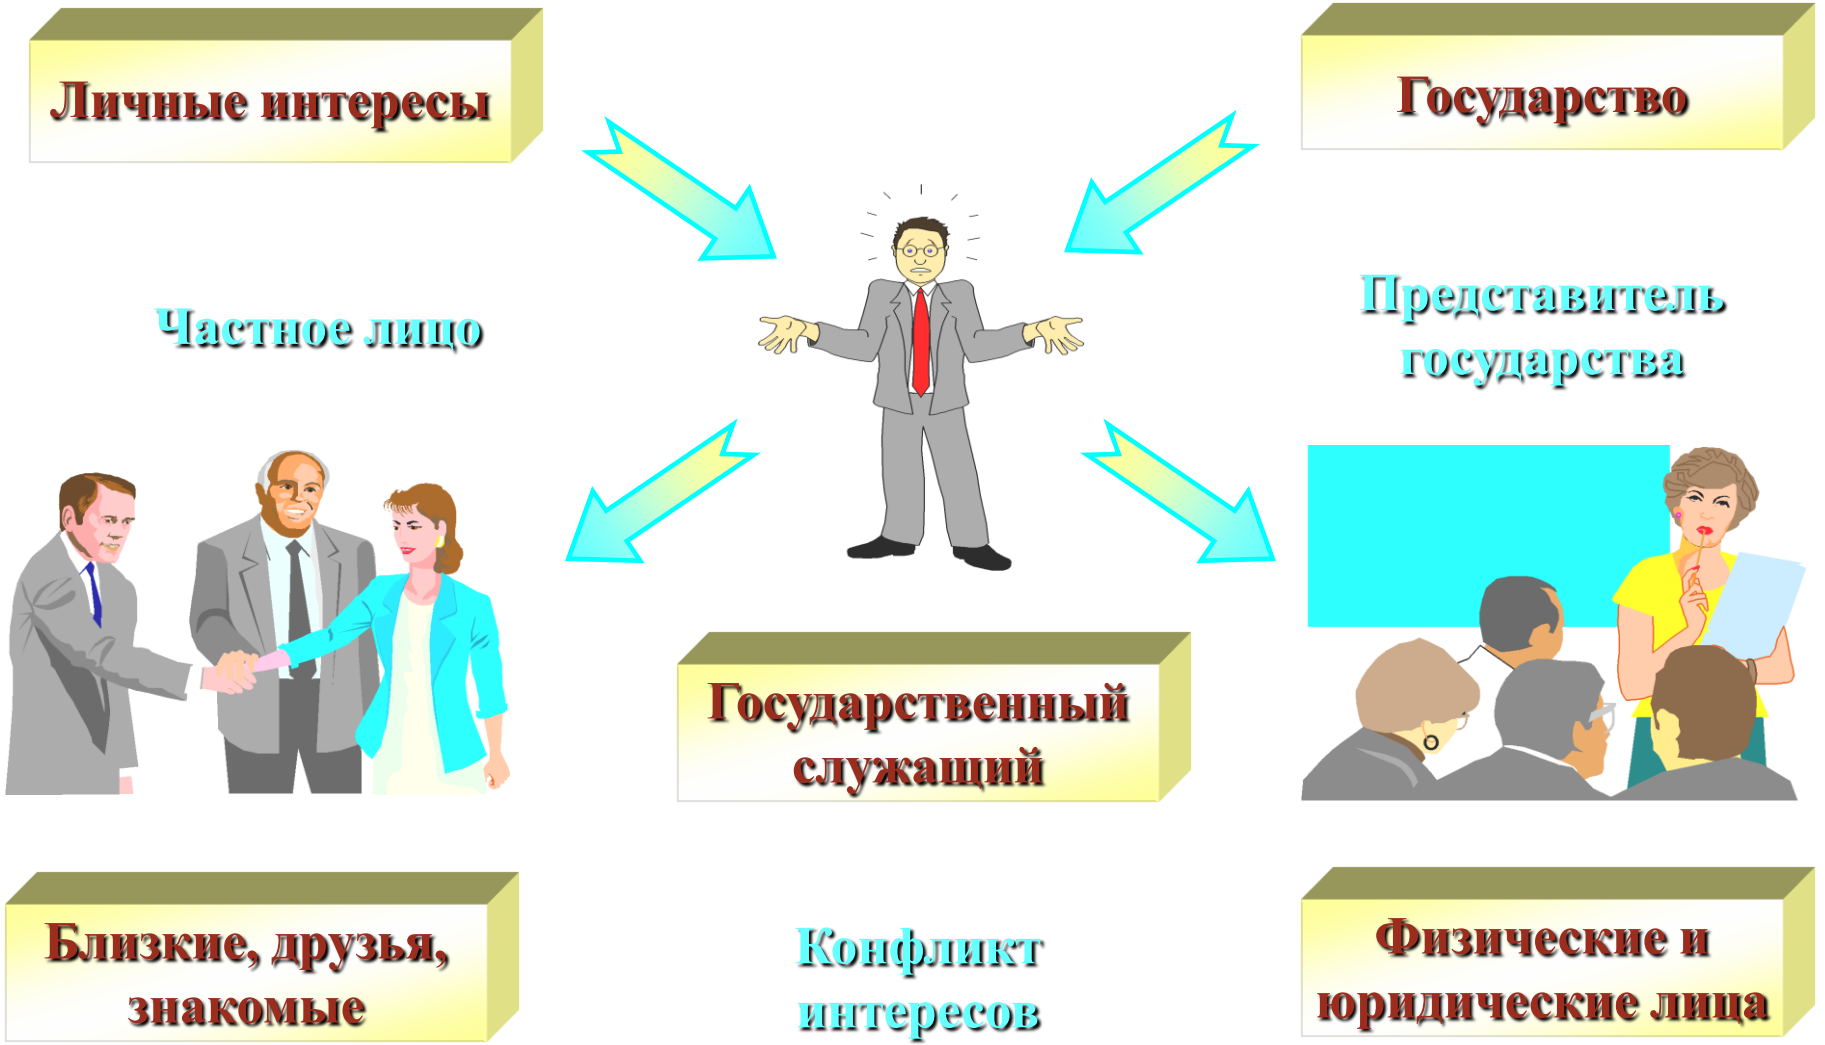 Личные интересы
Государство
Частное лицо
Представитель
государства
Государственный
служащий
Близкие, друзья,
знакомые
Конфликт
интересов
Физические и
юридические лица